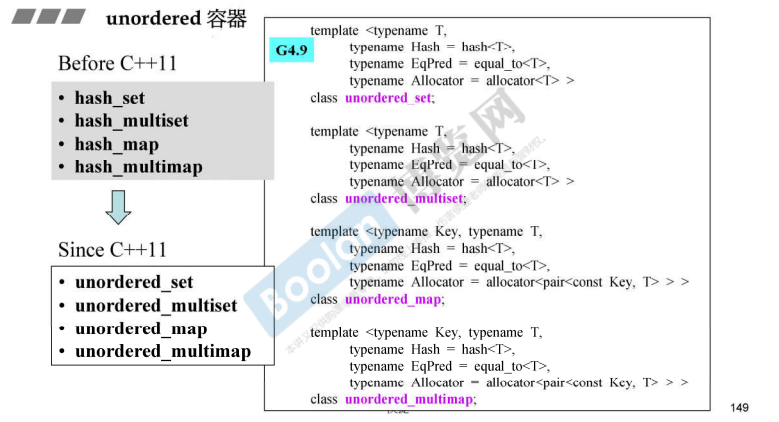 unordered 容器
Before C++11
• hash_set
• hash_multiset
• hash_map
• hash_multimap
Since C++11
• unordered_set
• unordered_multiset
• unordered_map
• unordered_multimap
G4.9
template <typename T,
typename Hash = hash<T>,
typename EqPred = equal_to<T>,
typename Allocator = allocator<T> >
class unordered_set;
template <typename T,
typename Hash = hash<T>,
typename EqPred = equal_to<T>,
typename Allocator = allocator<T> >
class unordered_multiset;
template <typename Key, typename T,
typename Hash = hash<T>,
typename EqPred = equal_to<T>,
typename Allocator = allocator<pair<const Key, T> > >
class unordered_map;
template <typename Key, typename T,
typename Hash = hash<T>,
typename EqPred = equal_to<T>,
typename Allocator = allocator<pair<const Key, T> > >
class unordered_multimap;
Boolan 博览网
149